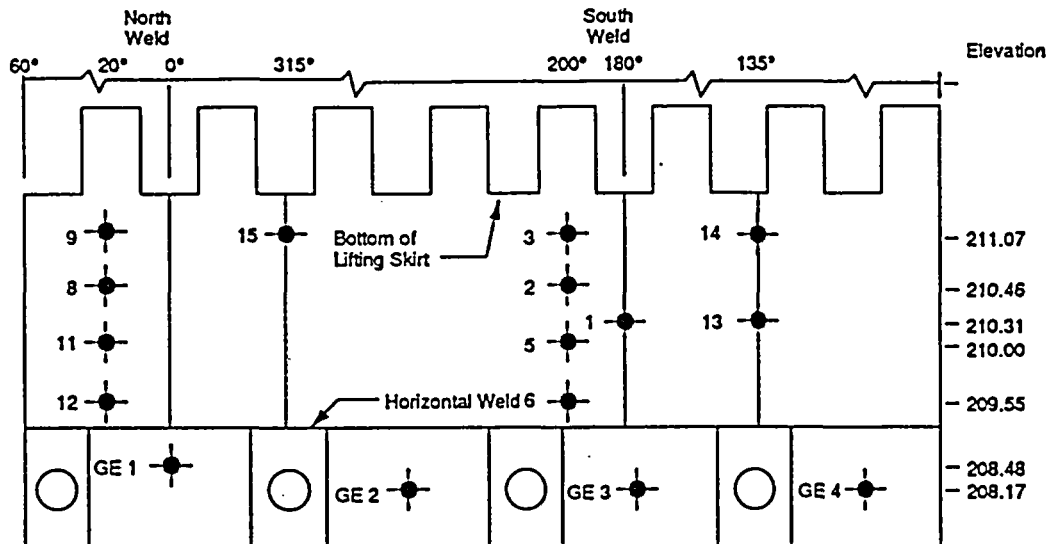 North
Weld
South
Weld
Elevation
60° 20° 0° 315° 200° 180° 135°
9 15 3 14 211.07
Bottom of
Lifting Skirt
8 2 210.46
1 13 210.31
11 5 210.00
12 Horizontal Weld 6 209.55
GE 1 208.48
GE 2 GE 3 GE 4 208.17